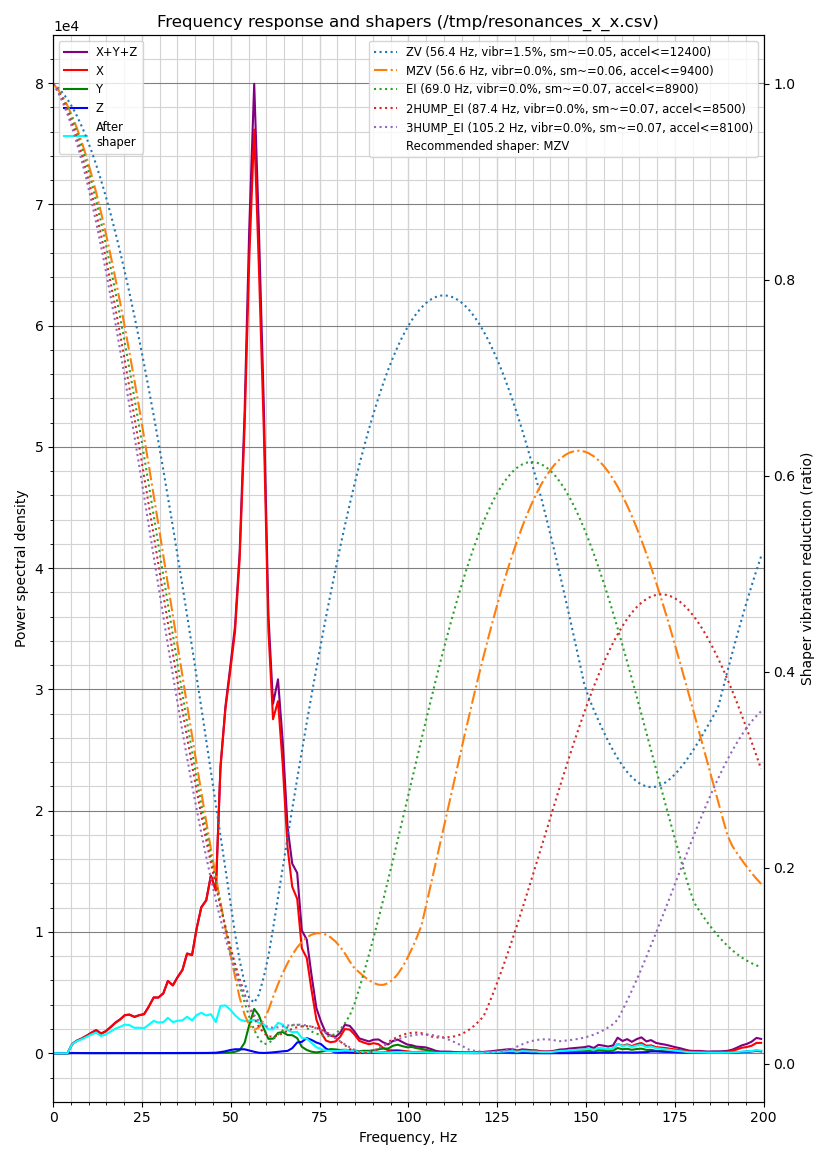 Frequency response and shapers (/tmp/resonances_x_x.csv)
1e4
X+Y+Z
X
Y
Z
After
shaper
ZV (56.4 Hz, vibr=1.5%, sm~=0.05, accel<=12400)
MZV (56.6 Hz, vibr=0.0%, sm~=0.06, accel<=9400)
EI (69.0 Hz, vibr=0.0%, sm~=0.07, accel<=8900)
2HUMP_EI (87.4 Hz, vibr=0.0%, sm~=0.07, accel<=8500)
3HUMP_EI (105.2 Hz, vibr=0.0%, sm~=0.07, accel<=8100)
Recommended shaper: MZV
8
7
6
5
4
3
2
1
0
Power spectral density
1.0
0.8
0.6
0.4
0.2
0.0
Shaper vibration reduction (ratio)
0 25 50 75 100 125 150 175 200
Frequency, Hz